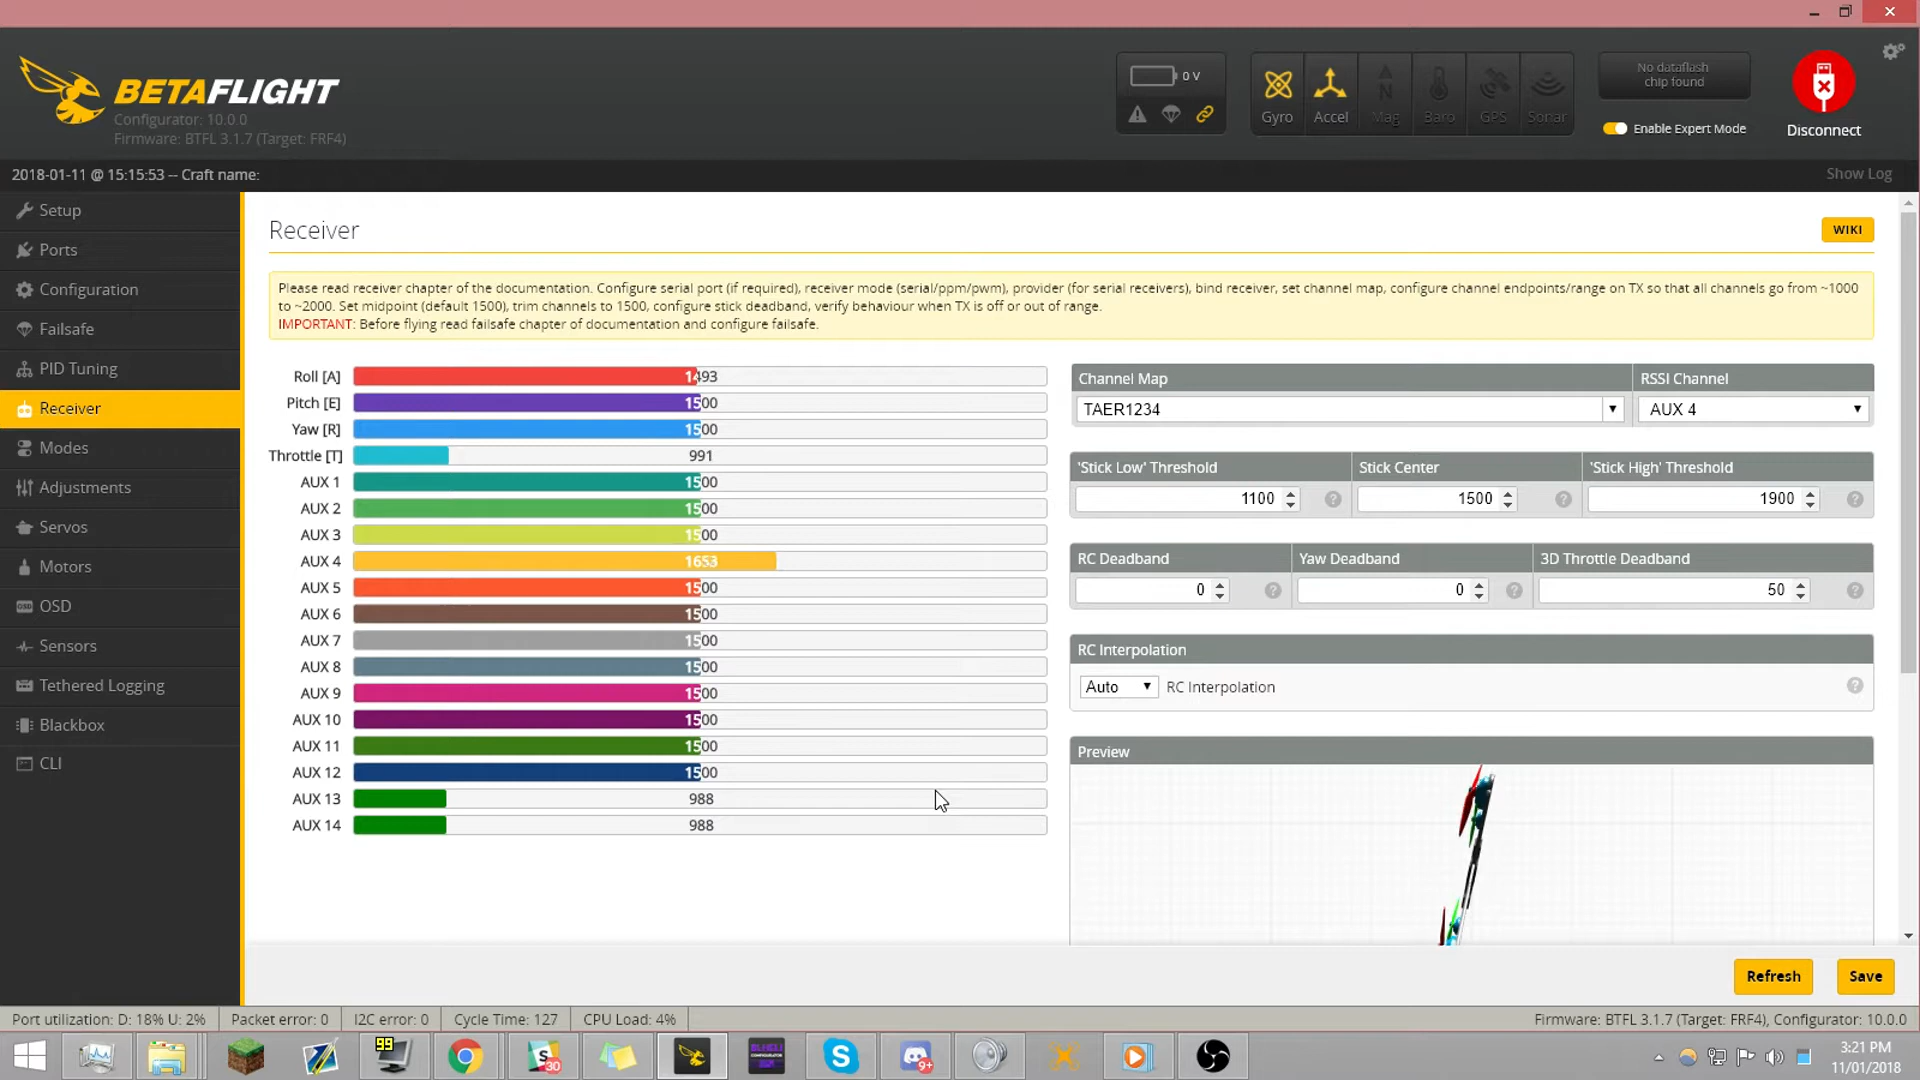 BETAFLIGHT
Configurator: 10.0.0
Firmware: BTFL 3.1.7 (Target: FRF4)
0 V
Gyro
Accel
Mag
Baro
GPS
Sonar
No dataflash
chip found
Enable Expert Mode
Disconnect
2018-01-11 @ 15:15:53 -- Craft name:
Show Log
Setup
Ports
Configuration
Failsafe
PID Tuning
Receiver
Modes
Adjustments
Servos
Motors
OSD
OSD
Sensors
Tethered Logging
Blackbox
CLI
Receiver
WIKI
Please read receiver chapter of the documentation. Configure serial port (if required), receiver mode (serial/ppm/pwm), provider (for serial receivers), bind receiver, set channel map, configure channel endpoints/range on TX so that all channels go from ~1000
to ~2000. Set midpoint (default 1500), trim channels to 1500, configure stick deadband, verify behaviour when TX is off or out of range.
IMPORTANT: Before flying read failsafe chapter of documentation and configure failsafe.
Roll [A] 1493
Pitch [E] 1500
Yaw [R] 1500
Throttle [T] 991
AUX 1 1500
AUX 2 1500
AUX 3 1500
AUX 4 1653
AUX 5 1500
AUX 6 1500
AUX 7 1500
AUX 8 1500
AUX 9 1500
AUX 10 1500
AUX 11 1500
AUX 12 1500
AUX 13 988
AUX 14 988
Channel Map RSSI Channel
TAER1234 AUX 4
'Stick Low' Threshold Stick Center 'Stick High' Threshold
1100 ? 1500 ? 1900 ?
RC Deadband Yaw Deadband 3D Throttle Deadband
0 ? 0 ? 50 ?
RC Interpolation
Auto RC Interpolation ?
Preview
Refresh Save
Port utilization: D: 18% U: 2% Packet error: 0 I2C error: 0 Cycle Time: 127 CPU Load: 4% Firmware: BTFL 3.1.7 (Target: FRF4), Configurator: 10.0.0
99
S
30
S
9+
3:21 PM
11/01/2018